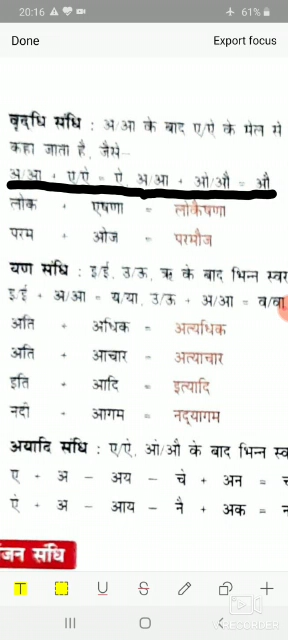 20:16 61%
Done Export focus
वृद्धि संधि : अ/आ के बाद ए/ऐ के मेल से
कहा जाता है, जैसे-
अ/आ + ए/ऐ = ऐ अ/आ + ओ/औ = औ
लोक + एषणा = लोकैषणा
परम + ओज = परमौज
यण संधि : इ/ई, उ/ऊ, ऋ के बाद भिन्न स्वर
इ/ई + अ/आ = य/या, उ/ऊ + अ/आ = व/वा
अति + अधिक = अत्यधिक
अति + आचार = अत्याचार
इति + आदि = इत्यादि
नदी + आगम = नद्यागम
अयादि संधि : ए/ऐ, ओ/औ के बाद भिन्न स्व
ए + अ - अय - चे + अन =
ऐ + अ - आय - नै + अक =
ंजन संधि
T U S
RECORDER